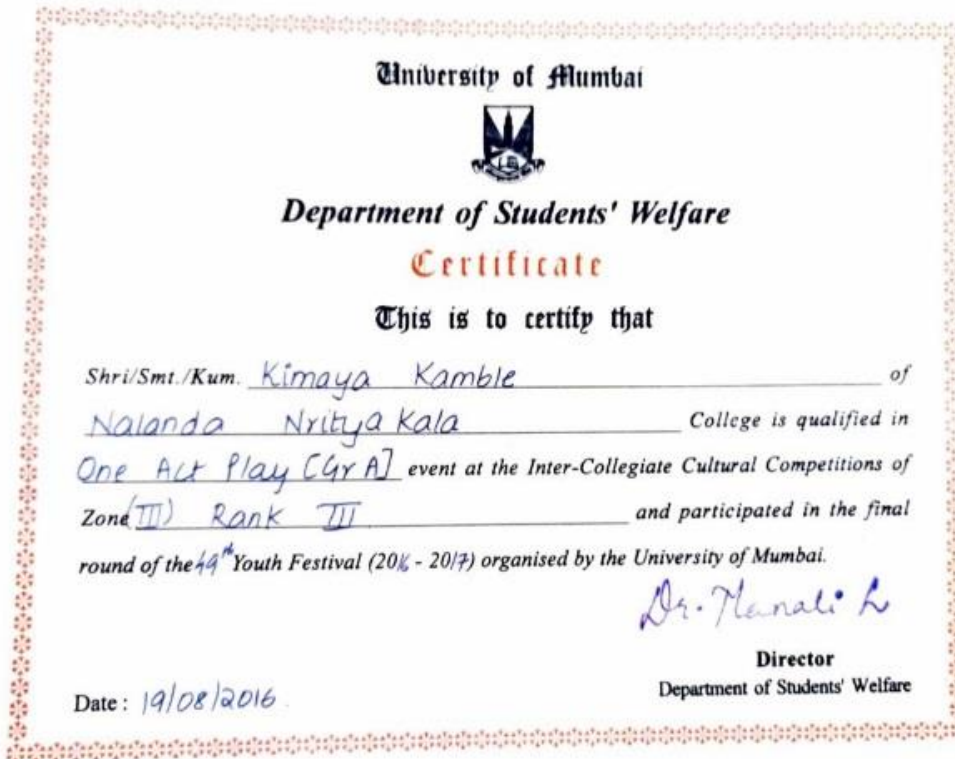 University of Mumbai
Department of Students' Welfare
Certificate
This is to certify that
Shri/Smt./Kum. Kimaya Kamble of
Nalanda Nritya Kala College is qualified in
One Act Play [Gr A] event at the Inter-Collegiate Cultural Competitions of
Zone (III) Rank III and participated in the final
round of the 49th Youth Festival (2016 - 2017) organised by the University of Mumbai.
Dr. Manali L
Director
Department of Students' Welfare
Date : 19/08/2016